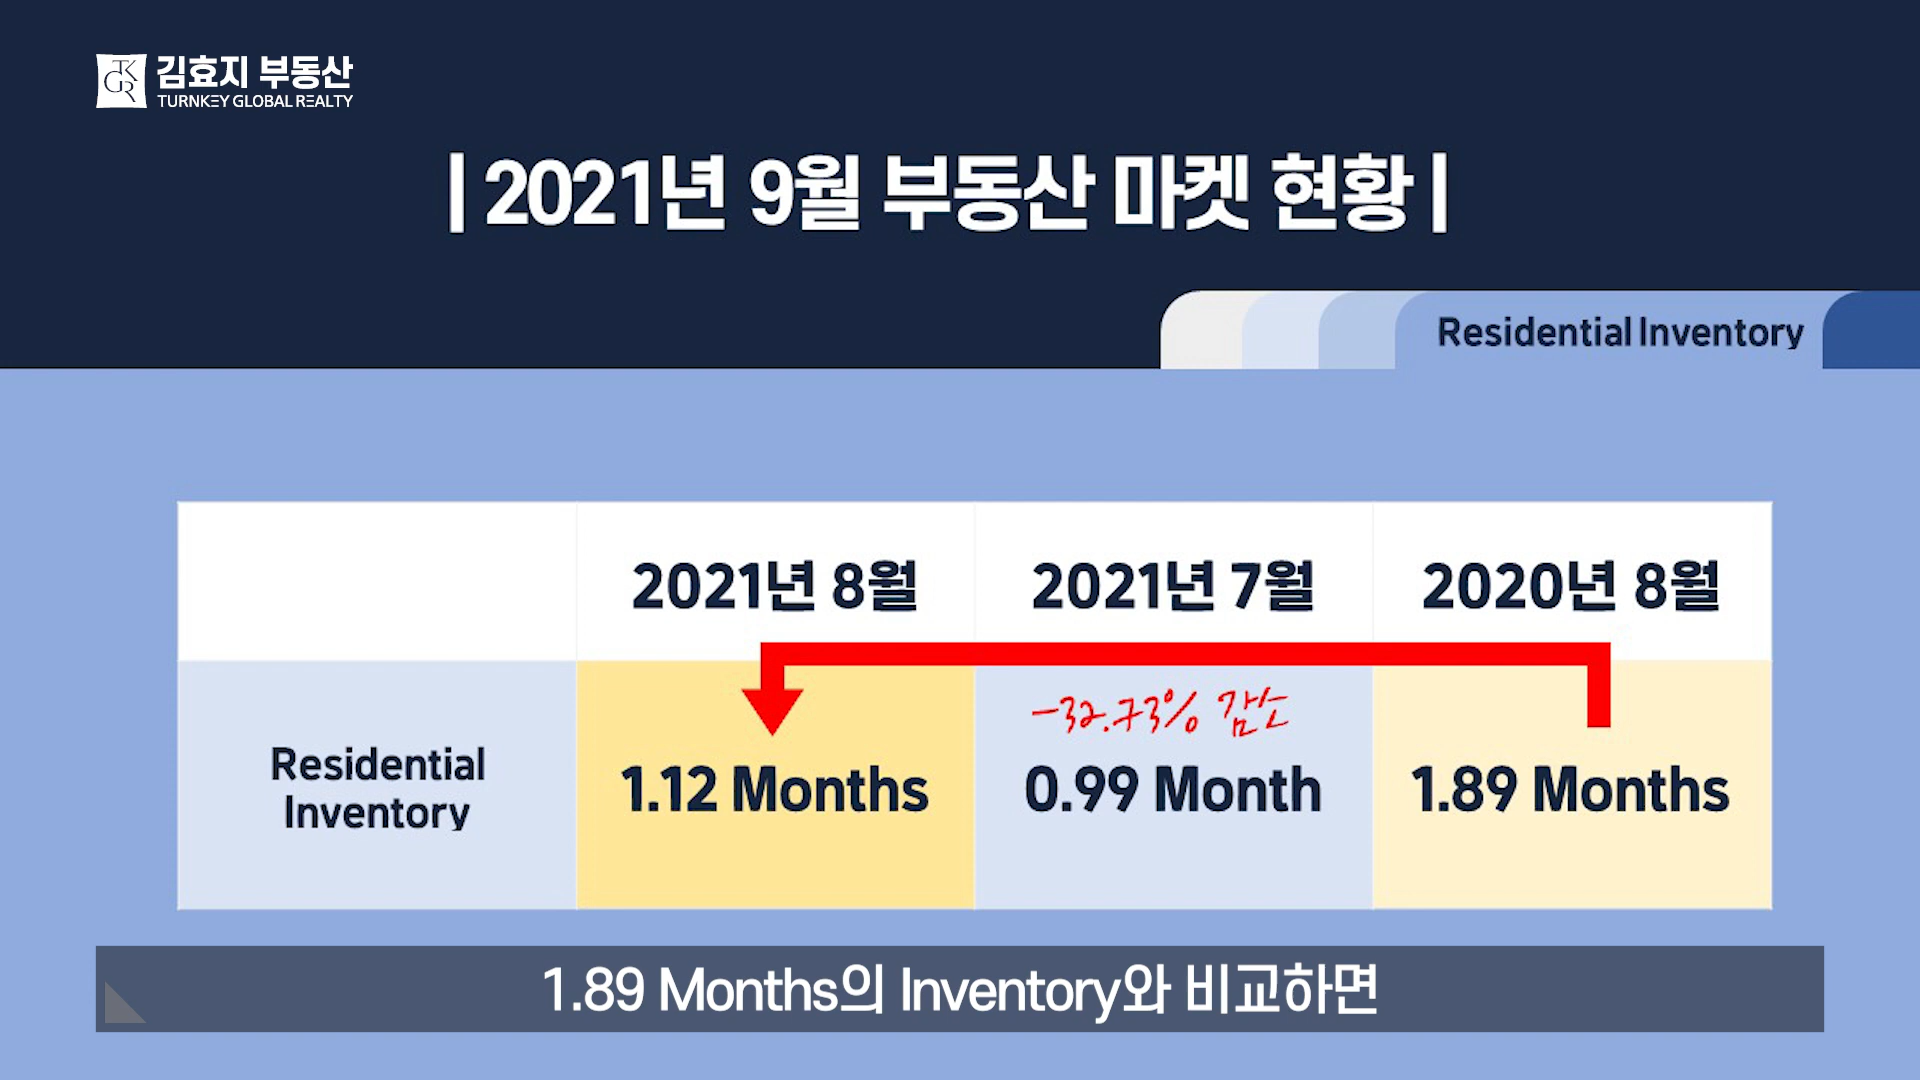 TK
GR
김효지 부동산
TURNKEY GLOBAL REALTY
| 2021년 9월 부동산 마켓 현황 |
Residential Inventory
2021년 8월 2021년 7월 2020년 8월
-32.73% 감소
Residential
Inventory
1.12 Months 0.99 Month 1.89 Months
1.89 Months의 Inventory와 비교하면